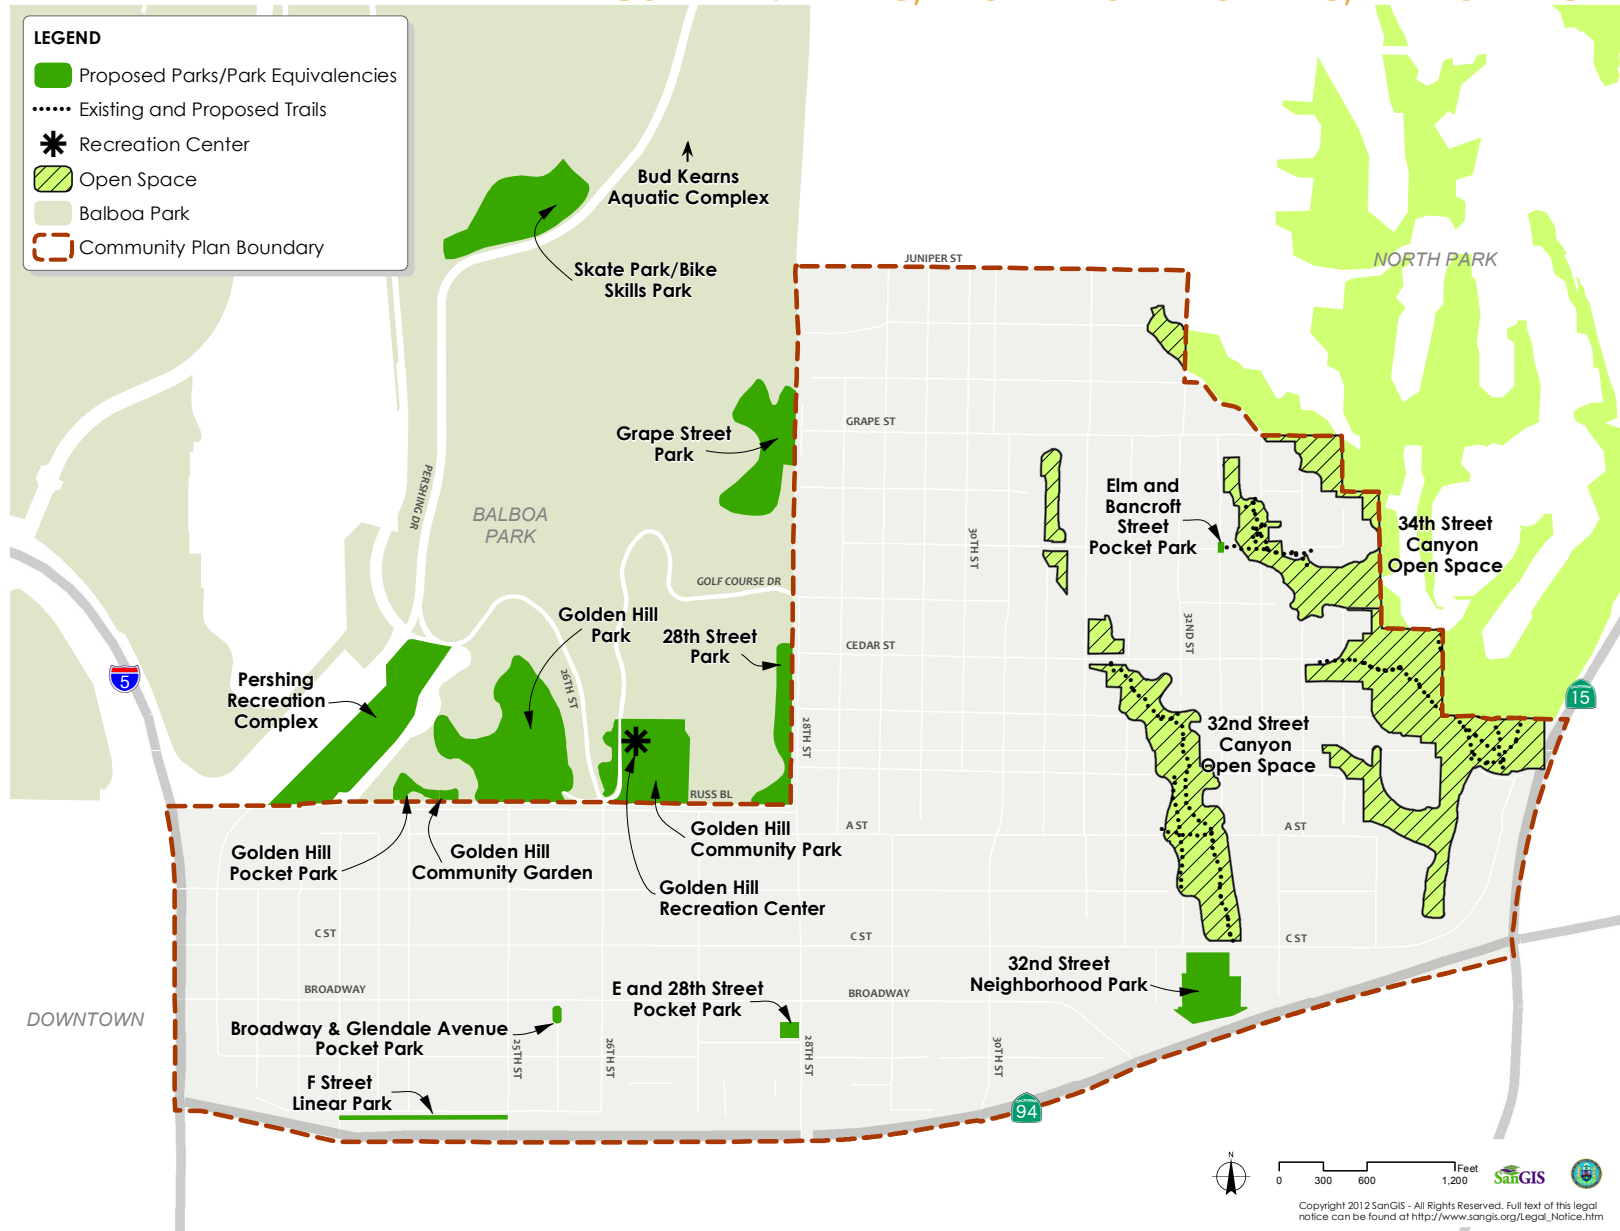 LEGEND
Proposed Parks/Park Equivalencies
Existing and Proposed Trails
Recreation Center
Open Space
Balboa Park
Community Plan Boundary
Bud Kearns
Aquatic Complex
Skate Park/Bike
Skills Park
JUNIPER ST
NORTH PARK
GRAPE ST
Grape Street
Park
PERSHING DR
BALBOA
PARK
Elm and
Bancroft
Street
Pocket Park
30TH ST
34th Street
Canyon
Open Space
GOLF COURSE DR
Golden Hill
Park
28th Street
Park
CEDAR ST
32ND ST
5
Pershing
Recreation
Complex
26TH ST
28TH ST
32nd Street
Canyon
Open Space
CALIFORNIA
15
RUSS BL
A ST
A ST
Golden Hill
Community Park
Golden Hill
Pocket Park
Golden Hill
Community Garden
Golden Hill
Recreation Center
C ST
C ST
C ST
32nd Street
Neighborhood Park
BROADWAY
BROADWAY
E and 28th Street
Pocket Park
DOWNTOWN
Broadway & Glendale Avenue
Pocket Park
25TH ST
26TH ST
28TH ST
30TH ST
F Street
Linear Park
CALIFORNIA
94
N
0 300 600 1,200
Feet
SanGIS
Copyright 2012 SanGIS - All Rights Reserved. Full text of this legal
notice can be found at http://www.sangis.org/Legal_Notice.htm